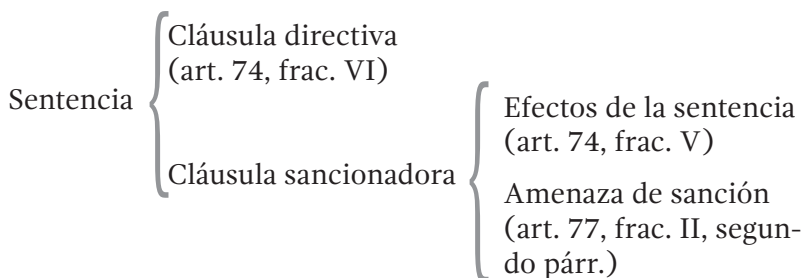 Sentencia
Cláusula directiva
(art. 74, frac. VI)
Cláusula sancionadora
Efectos de la sentencia
(art. 74, frac. V)
Amenaza de sanción
(art. 77, frac. II, segun-
do párr.)